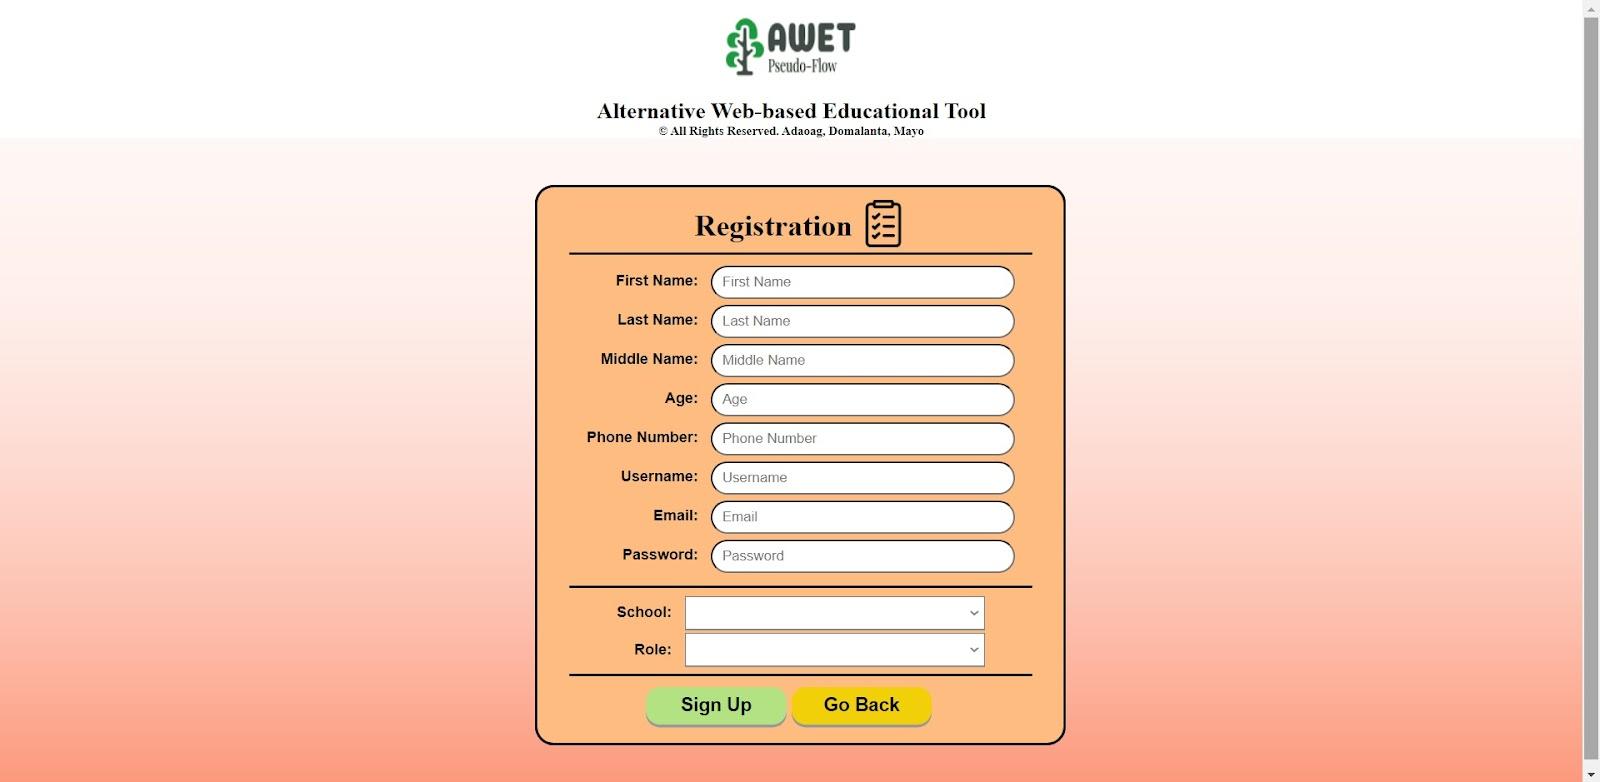 AWET
Pseudo-Flow
Alternative Web-based Educational Tool
© All Rights Reserved. Adaoag, Domalanta, Mayo
Registration
First Name: First Name
Last Name: Last Name
Middle Name: Middle Name
Age: Age
Phone Number: Phone Number
Username: Username
Email: Email
Password: Password
School:
Role:
Sign Up Go Back